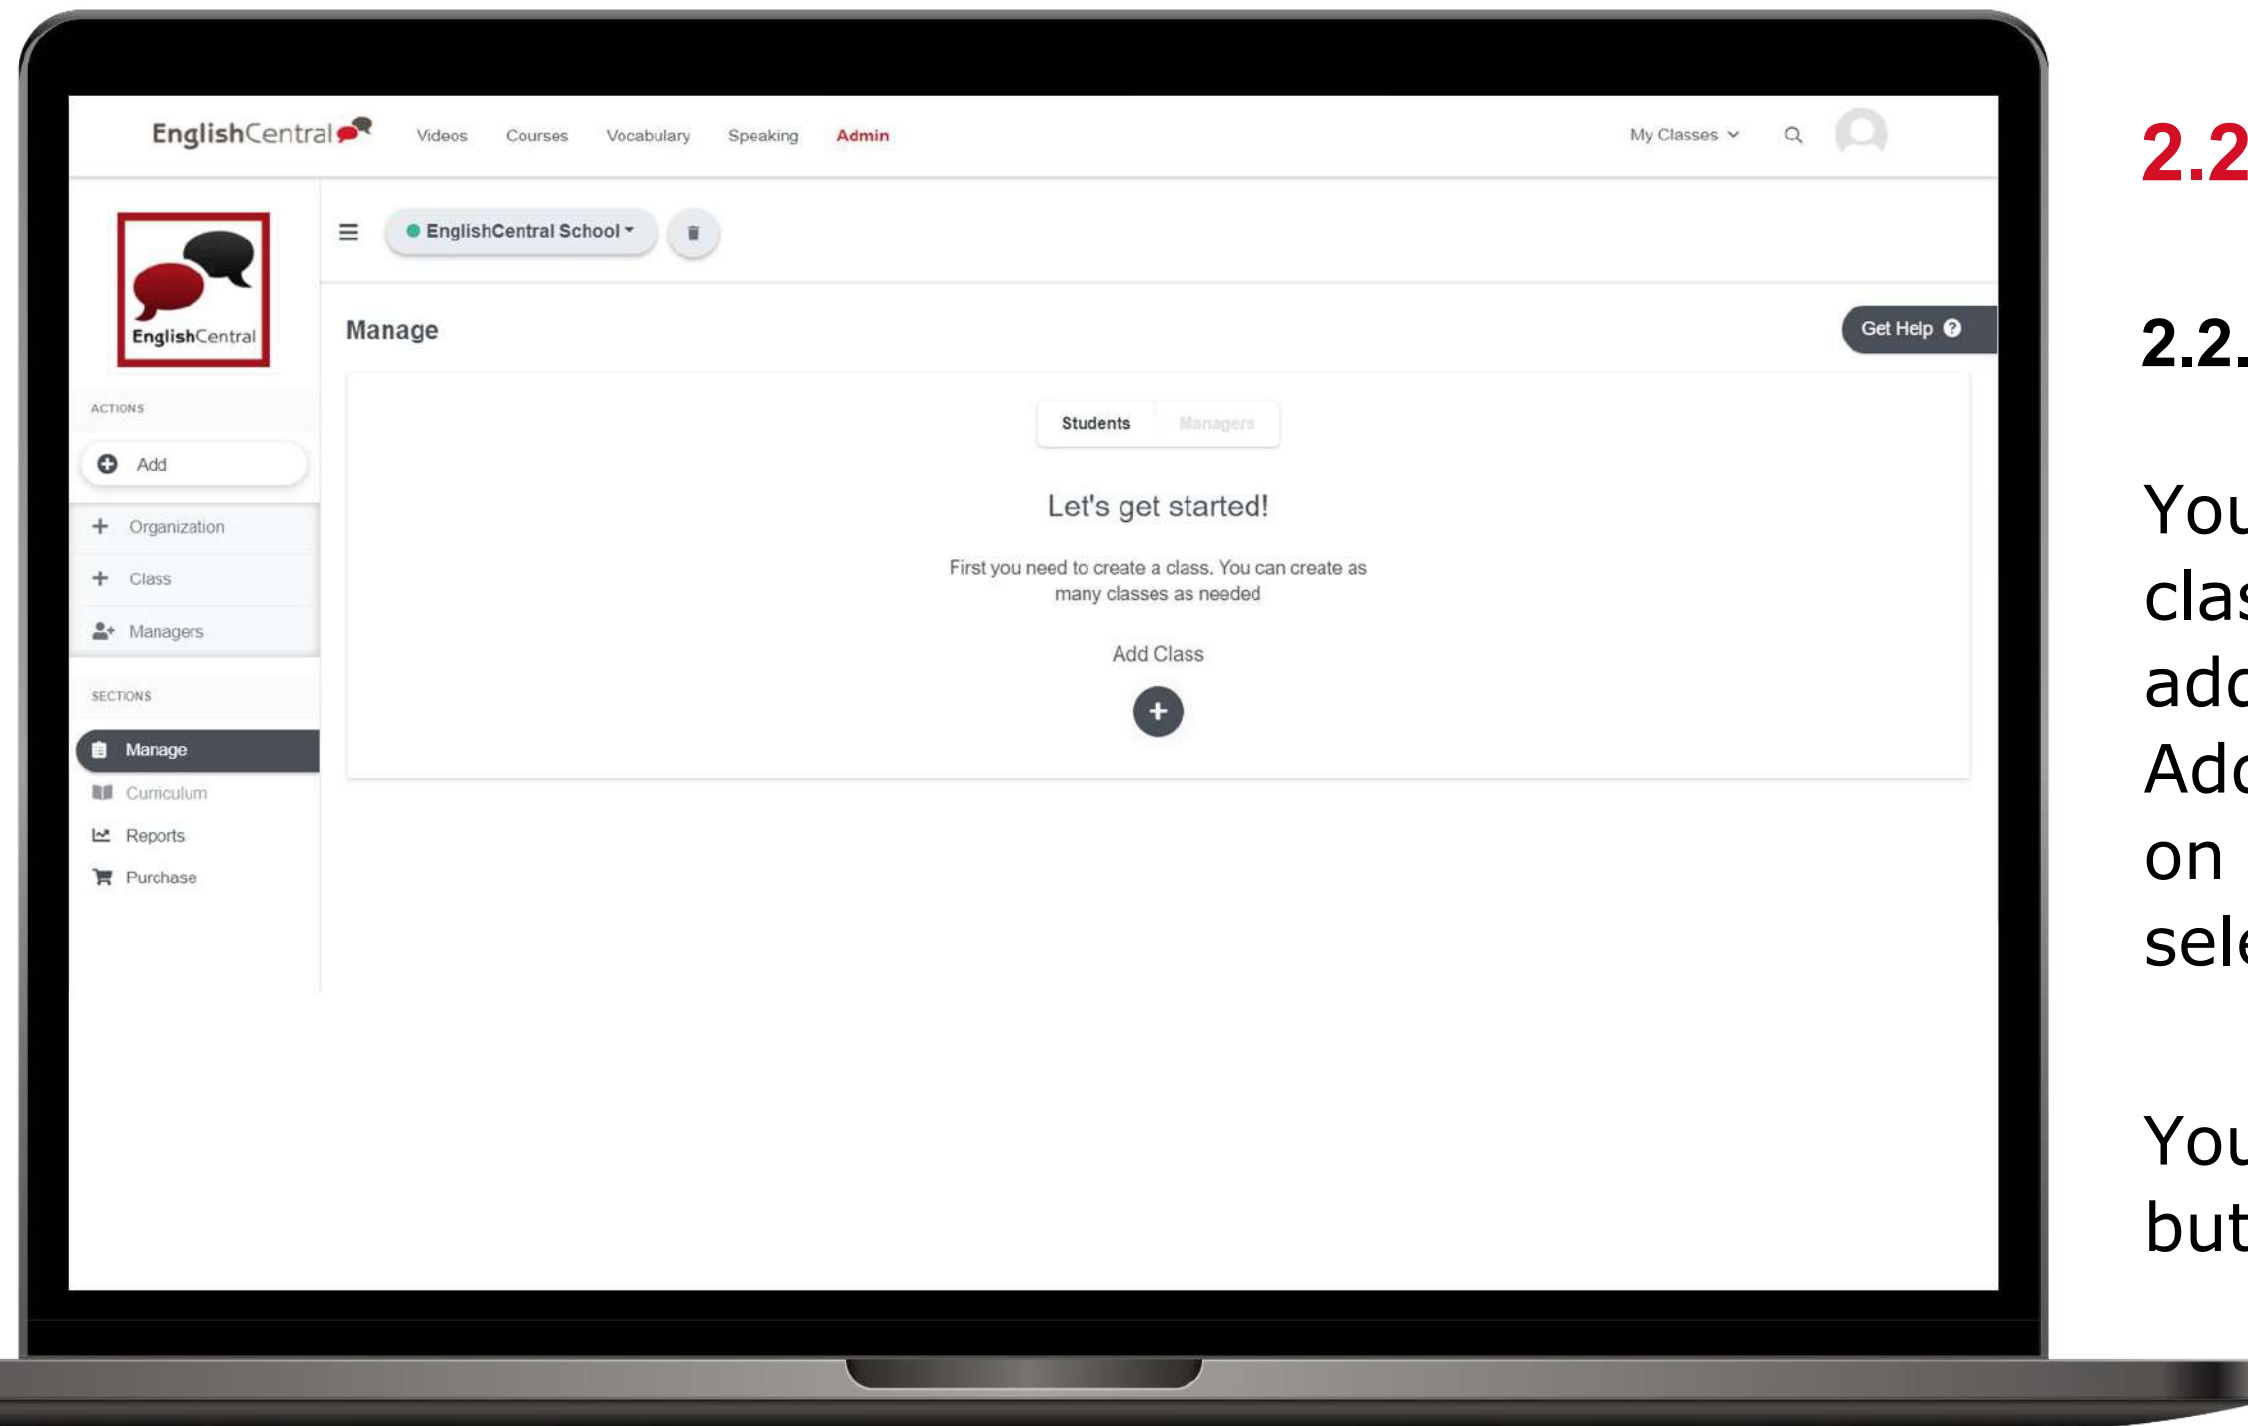 EnglishCentral
Videos Courses Vocabulary Speaking Admin
My Classes
EnglishCentral
EnglishCentral School
Manage
Get Help ?
ACTIONS
Add
Organization
Class
Managers
SECTIONS
Manage
Curriculum
Reports
Purchase
Students Managers
Let's get started!
First you need to create a class. You can create as
many classes as needed
Add Class
2.2
2.2.
You
clas
add
Add
on
sele
You
but